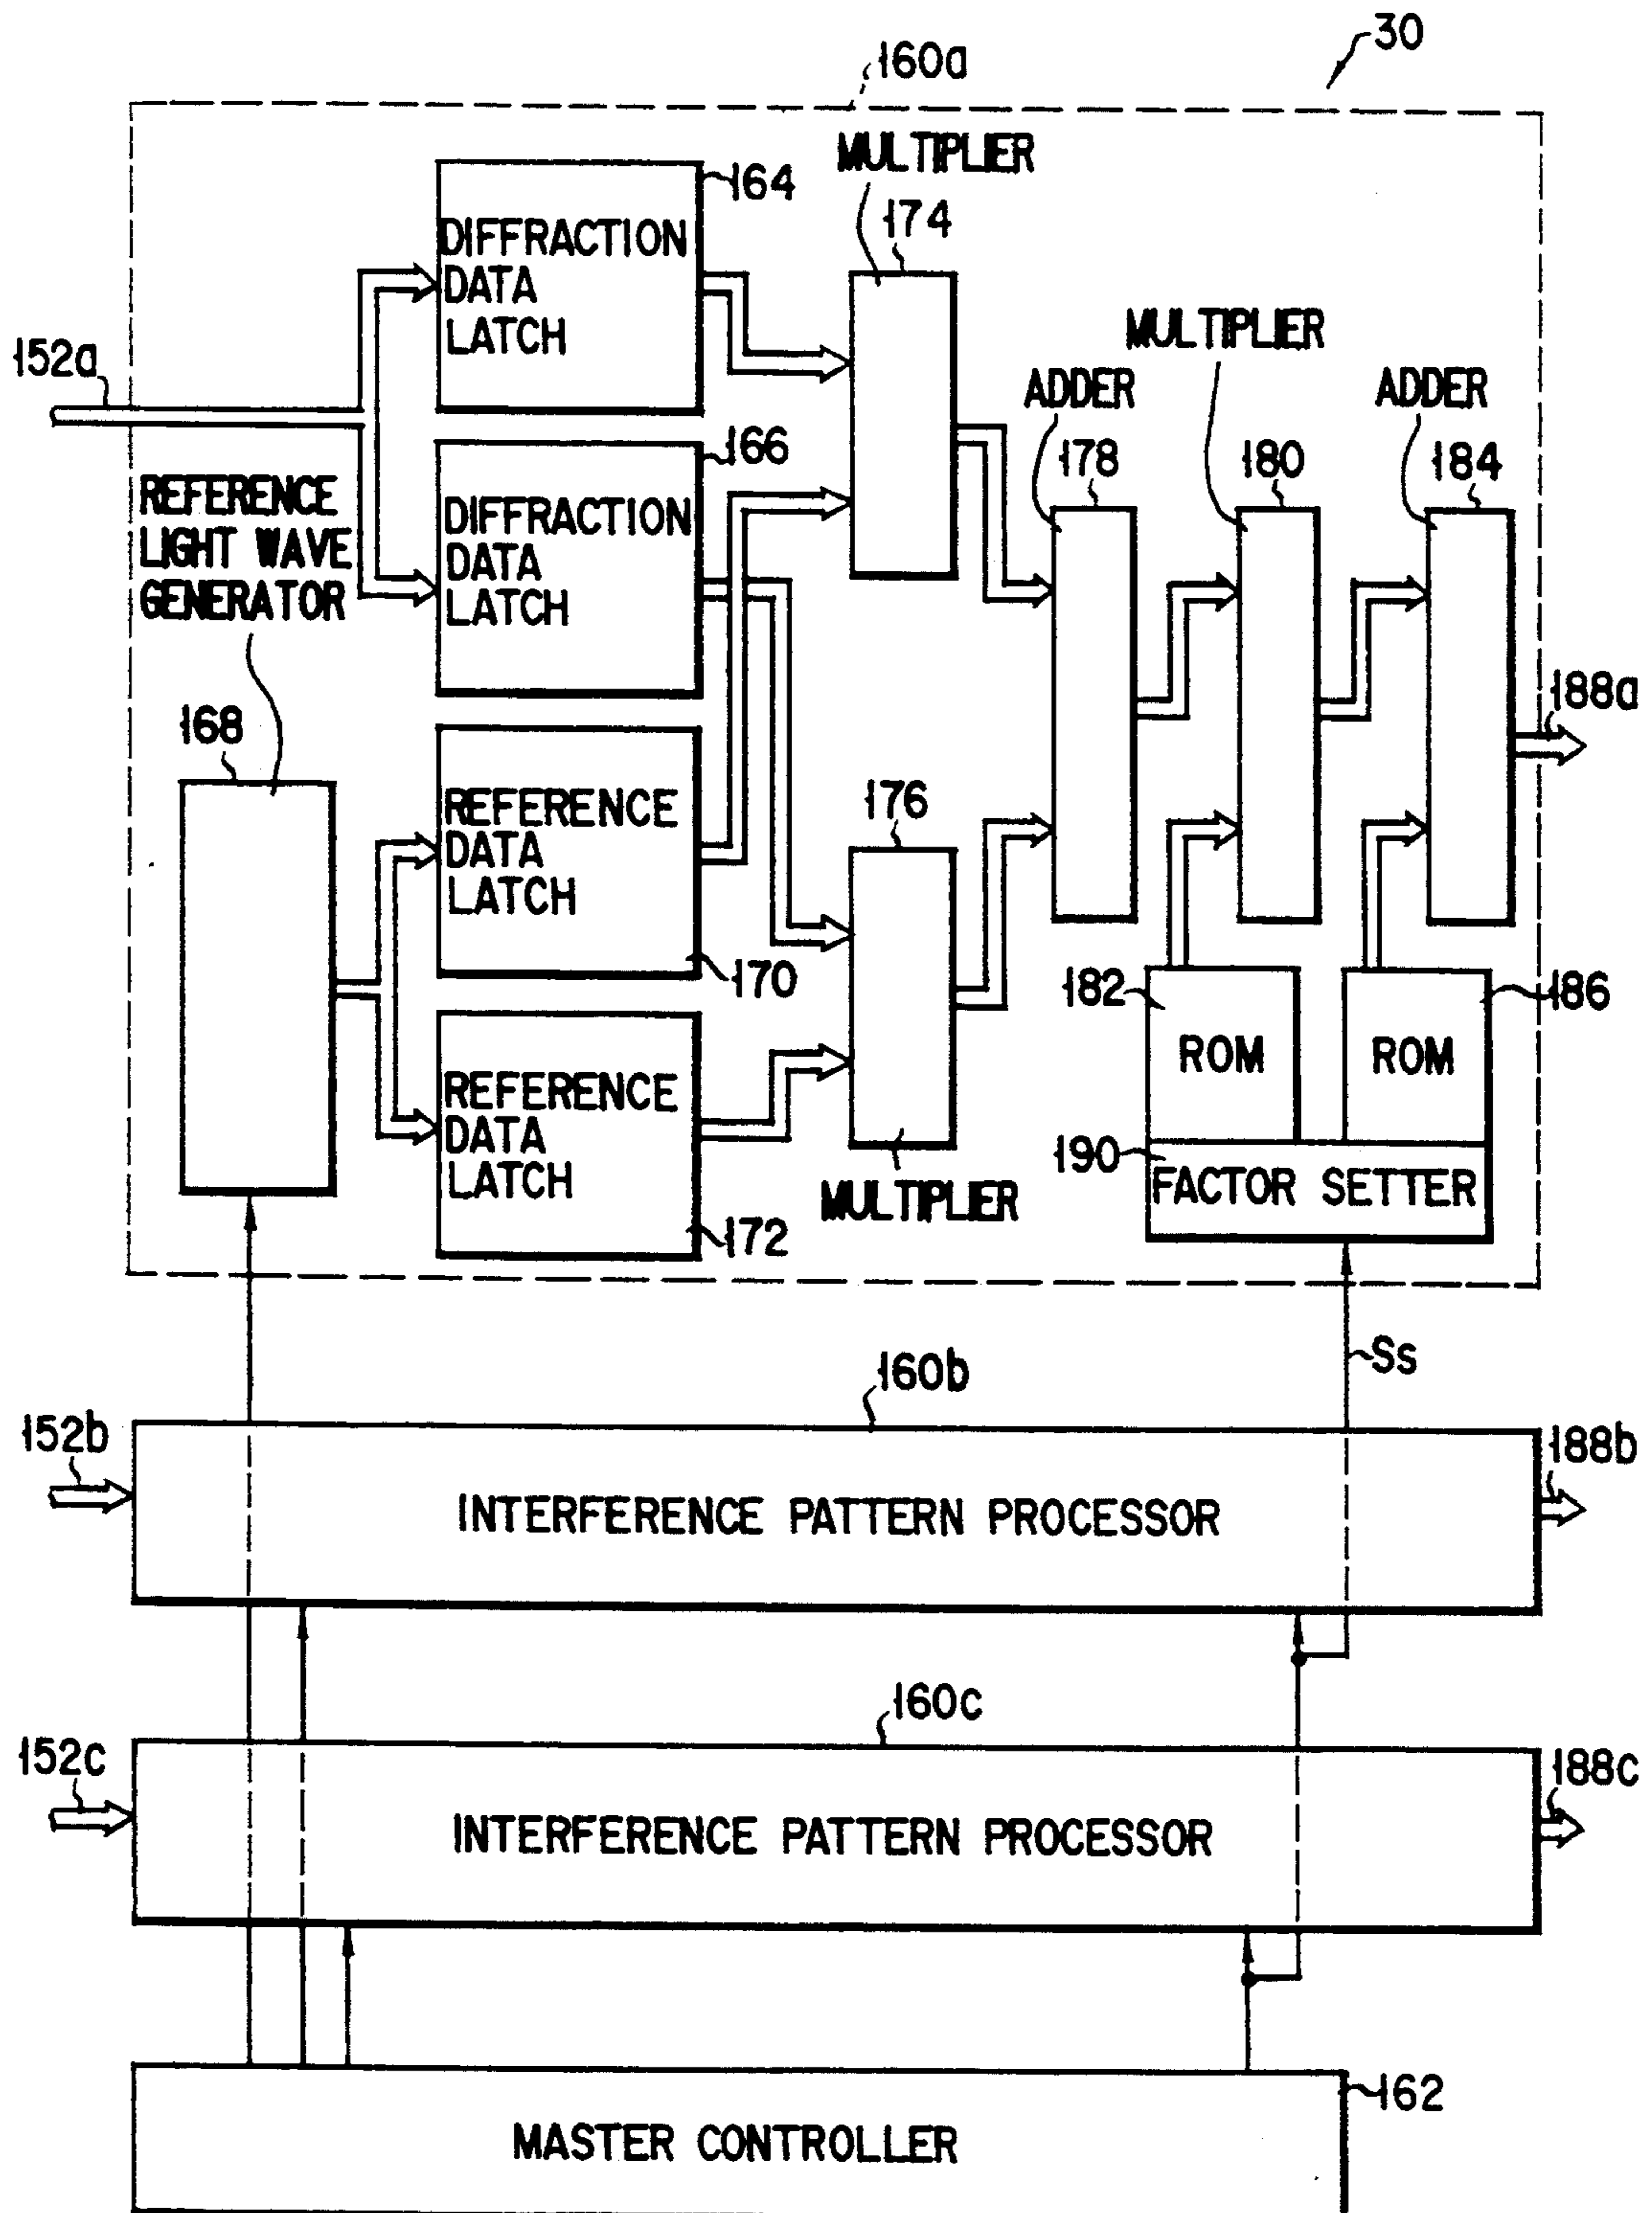 30
160a
MULTIPLIER
164
174
DIFFRACTION
DATA
LATCH
MULTIPLIER
152a
ADDER
ADDER
166
178
180
184
REFERENCE
LIGHT WAVE
GENERATOR
DIFFRACTION
DATA
LATCH
188a
168
REFERENCE
DATA
LATCH
176
170
182
186
ROM
ROM
REFERENCE
DATA
LATCH
190
FACTOR SETTER
MULTIPLIER
172
Ss
160b
152b
188b
INTERFERENCE PATTERN PROCESSOR
160c
152c
188c
INTERFERENCE PATTERN PROCESSOR
162
MASTER CONTROLLER